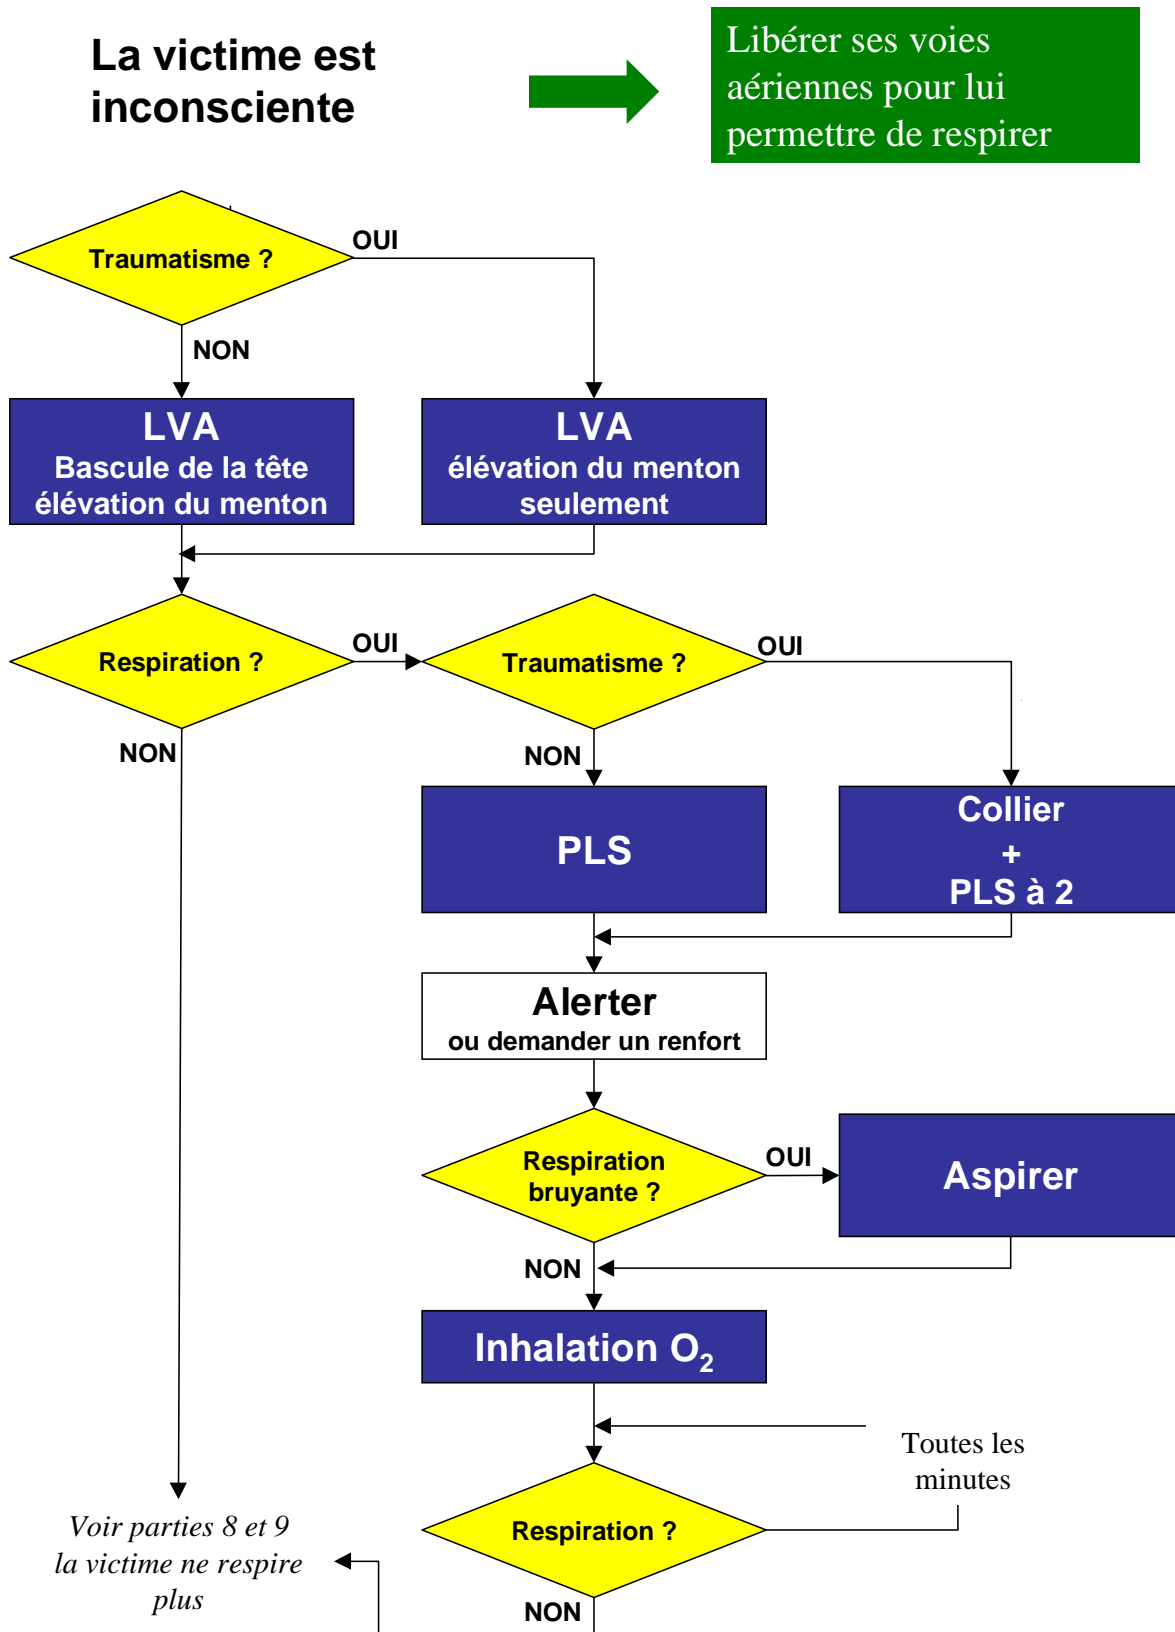 La victime est
inconsciente
Libérer ses voies
aériennes pour lui
permettre de respirer
Traumatisme ?
OUI
NON
LVA
Bascule de la tête
élévation du menton
LVA
élévation du menton
seulement
Respiration ?
OUI
Traumatisme ?
OUI
NON
NON
PLS
Collier
+
PLS à 2
Alerter
ou demander un renfort
Respiration
bruyante ?
OUI
Aspirer
NON
Inhalation O₂
Toutes les
minutes
Respiration ?
Voir parties 8 et 9
la victime ne respire
plus
NON